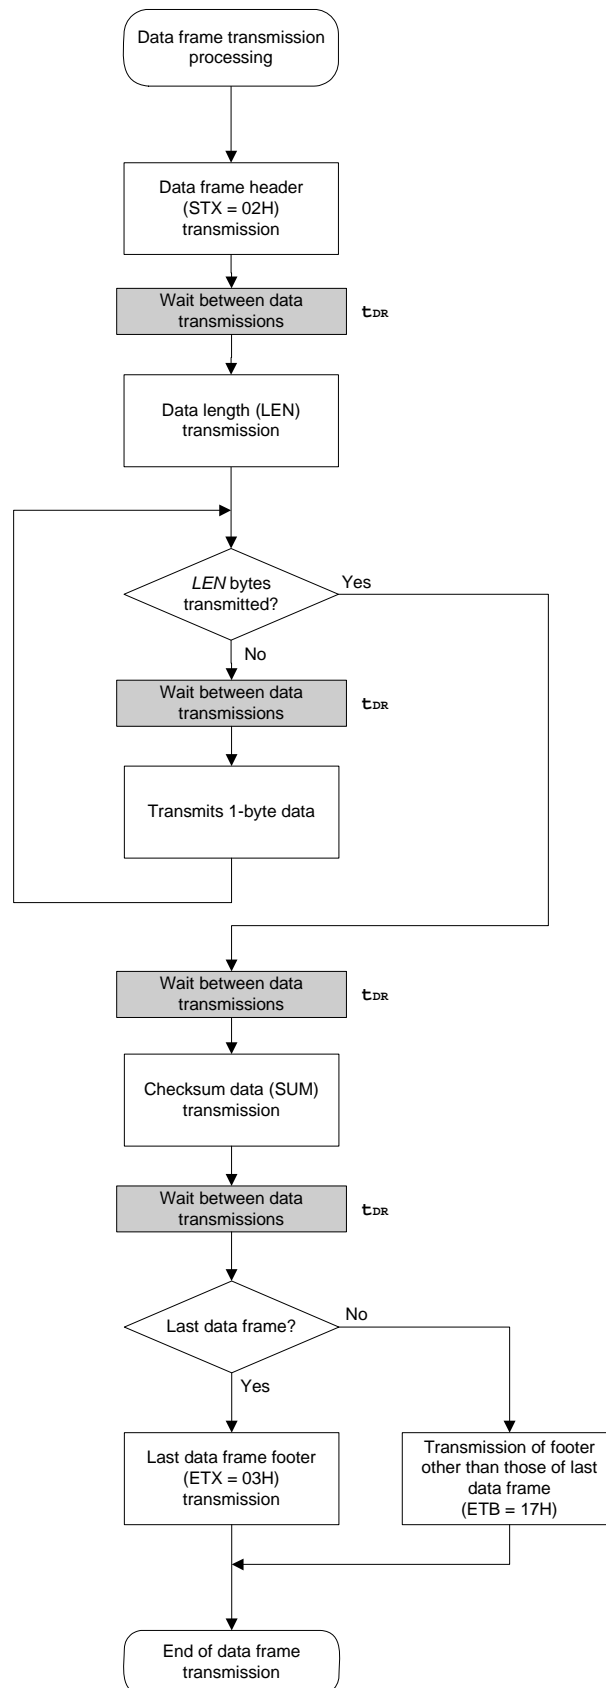 Data frame transmission
processing
Data frame header
(STX = 02H)
transmission
Wait between data
transmissions
tDR
Data length (LEN)
transmission
LEN bytes
transmitted?
Yes
No
Wait between data
transmissions
tDR
Transmits 1-byte data
Wait between data
transmissions
tDR
Checksum data (SUM)
transmission
Wait between data
transmissions
tDR
Last data frame?
No
Yes
Last data frame footer
(ETX = 03H)
transmission
Transmission of footer
other than those of last
data frame
(ETB = 17H)
End of data frame
transmission